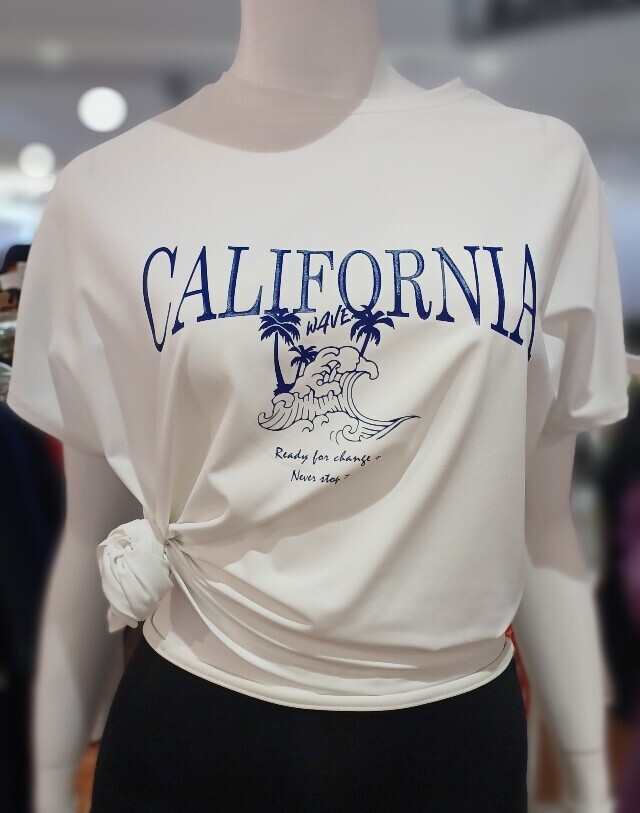 CALIFORNIA
WAVE
Ready for change
Never stop